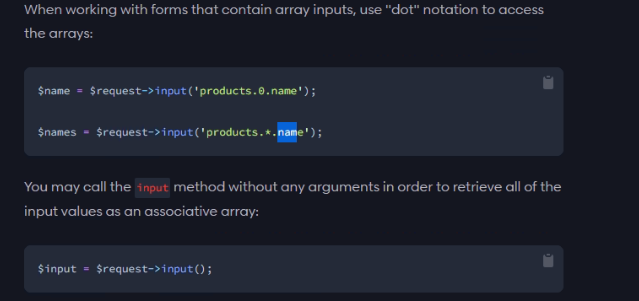 When working with forms that contain array inputs, use "dot" notation to access
the arrays:
$name = $request->input('products.0.name');
$names = $request->input('products.*.name');
You may call the input method without any arguments in order to retrieve all of the
input values as an associative array:
$input = $request->input();